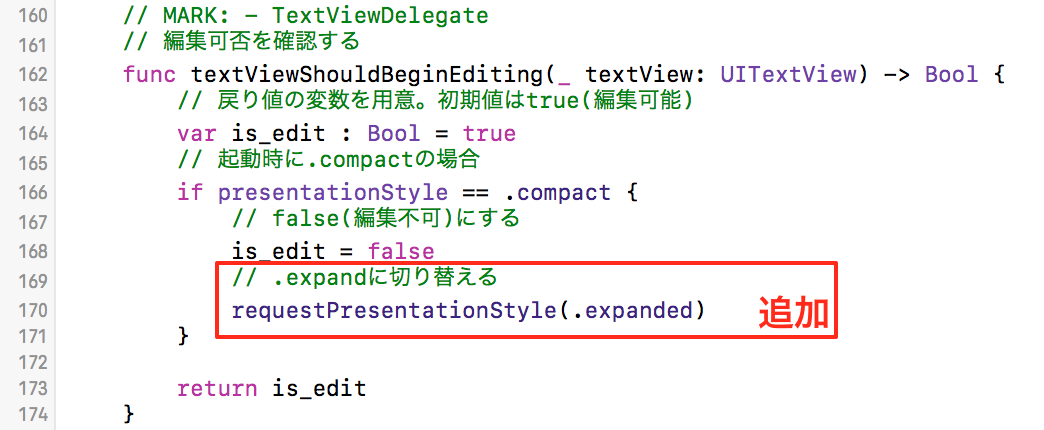 160 // MARK: - TextViewDelegate
161 // 編集可否を確認する
162 func textViewShouldBeginEditing(_ textView: UITextView) -> Bool {
163 // 戻り値の変数を用意。初期値はtrue(編集可能)
164 var is_edit : Bool = true
165 // 起動時に.compactの場合
166 if presentationStyle == .compact {
167 // false(編集不可)にする
168 is_edit = false
169 // .expandに切り替える
170 requestPresentationStyle(.expanded) 追加
171 }
172
173 return is_edit
174 }